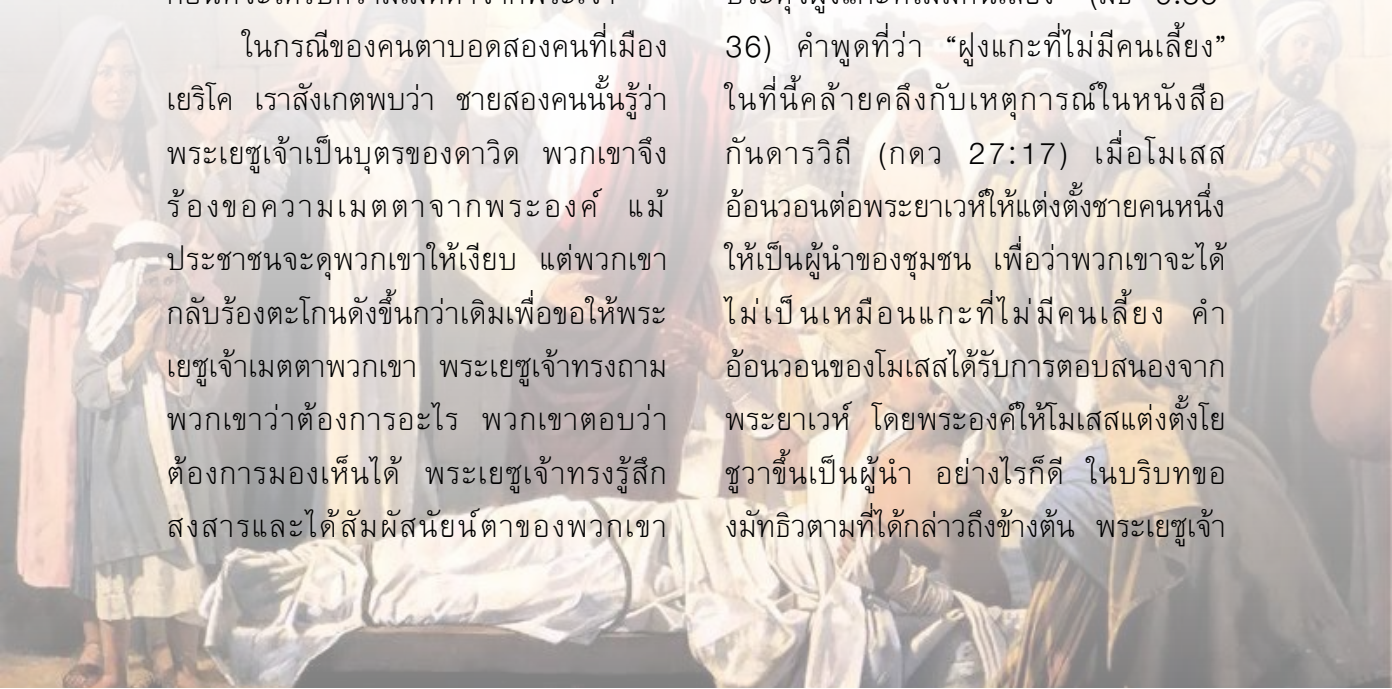 ในกรณีของคนตาบอดสองคนที่เมือง
เยริโค เราสังเกตพบว่า ชายสองคนนั้นรู้ว่า
พระเยซูเจ้าเป็นบุตรของดาวิด พวกเขาจึง
ร้องขอความเมตตาจากพระองค์ แม้
ประชาชนจะดุพวกเขาให้เงียบ แต่พวกเขา
กลับร้องตะโกนดังขึ้นกว่าเดิมเพื่อขอให้พระ
เยซูเจ้าเมตตาพวกเขา พระเยซูเจ้าทรงถาม
พวกเขาว่าต้องการอะไร พวกเขาตอบว่า
ต้องการมองเห็นได้ พระเยซูเจ้าทรงรู้สึก
สงสารและได้สัมผัสนัยน์ตาของพวกเขา
36) คำพูดที่ว่า “ฝูงแกะที่ไม่มีคนเลี้ยง”
ในที่นี้คล้ายคลึงกับเหตุการณ์ในหนังสือ
กันดารวิถี (กดว 27:17) เมื่อโมเสส
อ้อนวอนต่อพระยาเวห์ให้แต่งตั้งชายคนหนึ่ง
ให้เป็นผู้นำของชุมชน เพื่อว่าพวกเขาจะได้
ไม่เป็นเหมือนแกะที่ไม่มีคนเลี้ยง คำ
อ้อนวอนของโมเสสได้รับการตอบสนองจาก
พระยาเวห์ โดยพระองค์ให้โมเสสแต่งตั้งโย
ชูวาขึ้นเป็นผู้นำ อย่างไรก็ดี ในบริบทขอ
งมัทธิวตามที่ได้กล่าวถึงข้างต้น พระเยซูเจ้า